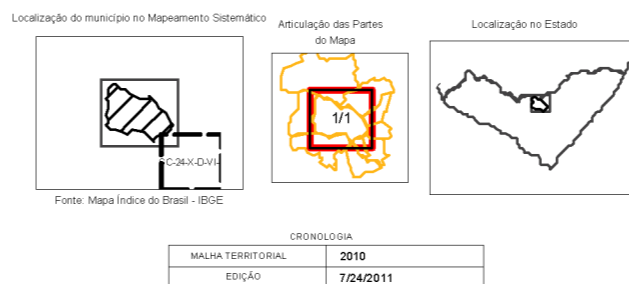 Localização do município no Mapeamento Sistemático
Articulação das Partes
do Mapa
Localização no Estado
1/1
SC-24-X-D-VI-
Fonte: Mapa Índice do Brasil - IBGE
CRONOLOGIA
MALHA TERRITORIAL 2010
EDIÇÃO 7/24/2011